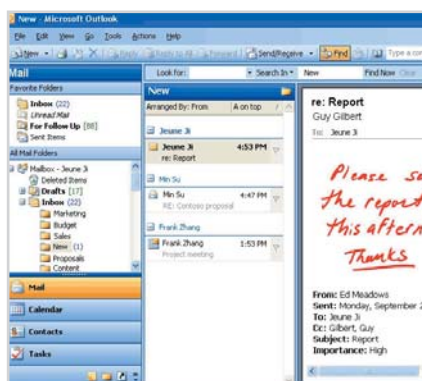 New - Microsoft Outlook
File Edit View Go Tools Actions Help
New Reply Reply to All Forward Send/Receive Find Type a con
Mail
Look for: Search In New Find Now Clear
Favorite Folders
Inbox (22)
Unread Mail
For Follow Up [88]
Sent Items
All Mail Folders
Mailbox - Jeune Ji
Deleted Items
Drafts [17]
Inbox (22)
Marketing
Budget
Sales
New (1)
Proposals
Content
Mail
Calendar
Contacts
Tasks
New
Arranged By: From A on top
Jeune Ji
Jeune Ji 4:53 PM
re: Report
Min Su
Min Su 4:47 PM
RE: Contoso proposal
Frank Zhang
Frank Zhang 1:53 PM
Project meeting
re: Report
Guy Gilbert
To: Jeune Ji
Please
the report
this aftern
Thanks
From: Ed Meadows
Sent: Monday, September 2
To: Jeune Ji
Cc: Gilbert, Guy
Subject: Report
Importance: High